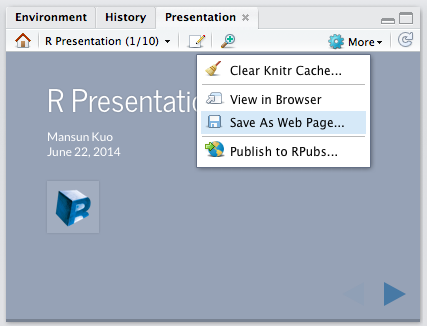 Environment History Presentation
R Presentation (1/10) More
Clear Knitr Cache...
View in Browser
Save As Web Page...
Publish to RPubs...
R Presentatio
Mansun Kuo
June 22, 2014
R